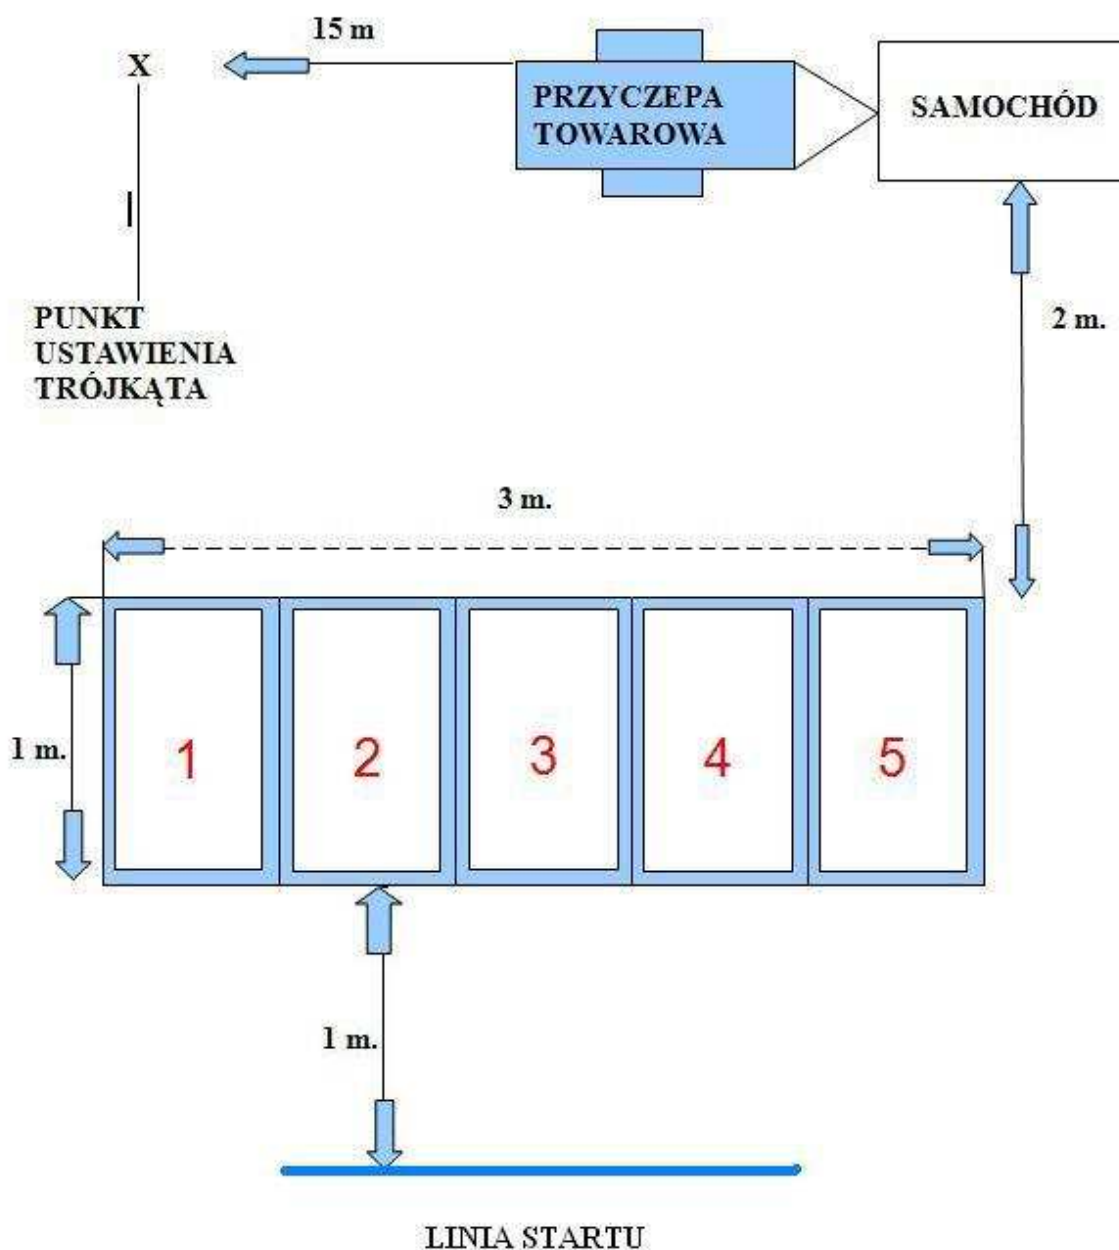 15 m
X
PRZYCZEPA
TOWAROWA
SAMOCHÓD
PUNKT
USTAWIENIA
TRÓJKĄTA
2 m.
3 m.
1 m.
1
2
3
4
5
1 m.
LINIA STARTU